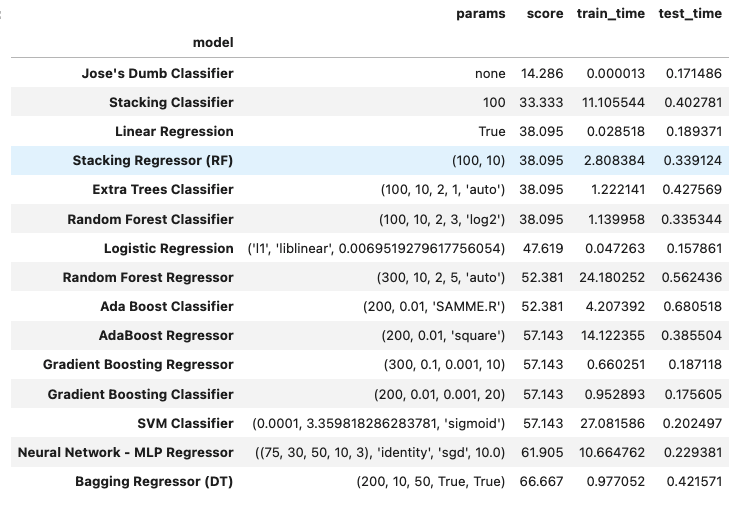 params score train_time test_time
model
Jose's Dumb Classifier none 14.286 0.000013 0.171486
Stacking Classifier 100 33.333 11.105544 0.402781
Linear Regression True 38.095 0.028518 0.189371
Stacking Regressor (RF) (100, 10) 38.095 2.808384 0.339124
Extra Trees Classifier (100, 10, 2, 1, 'auto') 38.095 1.222141 0.427569
Random Forest Classifier (100, 10, 2, 3, 'log2') 38.095 1.139958 0.335344
Logistic Regression ('l1', 'liblinear', 0.0069519279617756054) 47.619 0.047263 0.157861
Random Forest Regressor (300, 10, 2, 5, 'auto') 52.381 24.180252 0.562436
Ada Boost Classifier (200, 0.01, 'SAMME.R') 52.381 4.207392 0.680518
AdaBoost Regressor (200, 0.01, 'square') 57.143 14.122355 0.385504
Gradient Boosting Regressor (300, 0.1, 0.001, 10) 57.143 0.660251 0.187118
Gradient Boosting Classifier (200, 0.01, 0.001, 20) 57.143 0.952893 0.175605
SVM Classifier (0.0001, 3.359818286283781, 'sigmoid') 57.143 27.081586 0.202497
Neural Network - MLP Regressor ((75, 30, 50, 10, 3), 'identity', 'sgd', 10.0) 61.905 10.664762 0.229381
Bagging Regressor (DT) (200, 10, 50, True, True) 66.667 0.977052 0.421571